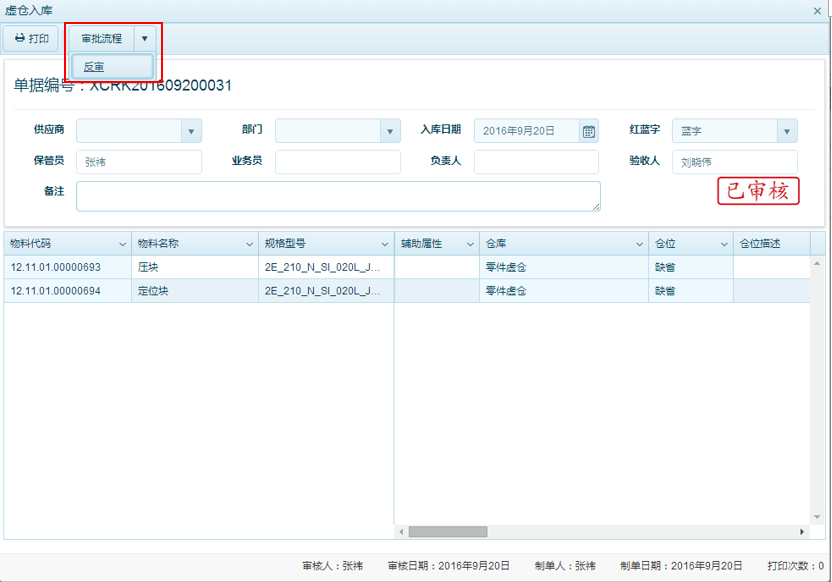 虚仓入库
打印 审批流程
反审
单据编号：XCRK201609200031
供应商 部门 入库日期 2016年9月20日 红蓝字 蓝字
保管员 张祎 业务员 负责人 验收人 刘晓伟
备注
已审核
物料代码 物料名称 规格型号 辅助属性 仓库 仓位 仓位描述
12.11.01.00000693 压块 2E_210_N_SI_020L_J... 零件虚仓 缺省
12.11.01.00000694 定位块 2E_210_N_SI_020L_J... 零件虚仓 缺省
审核人：张祎 审核日期：2016年9月20日 制单人：张祎 制单日期：2016年9月20日 打印次数：0